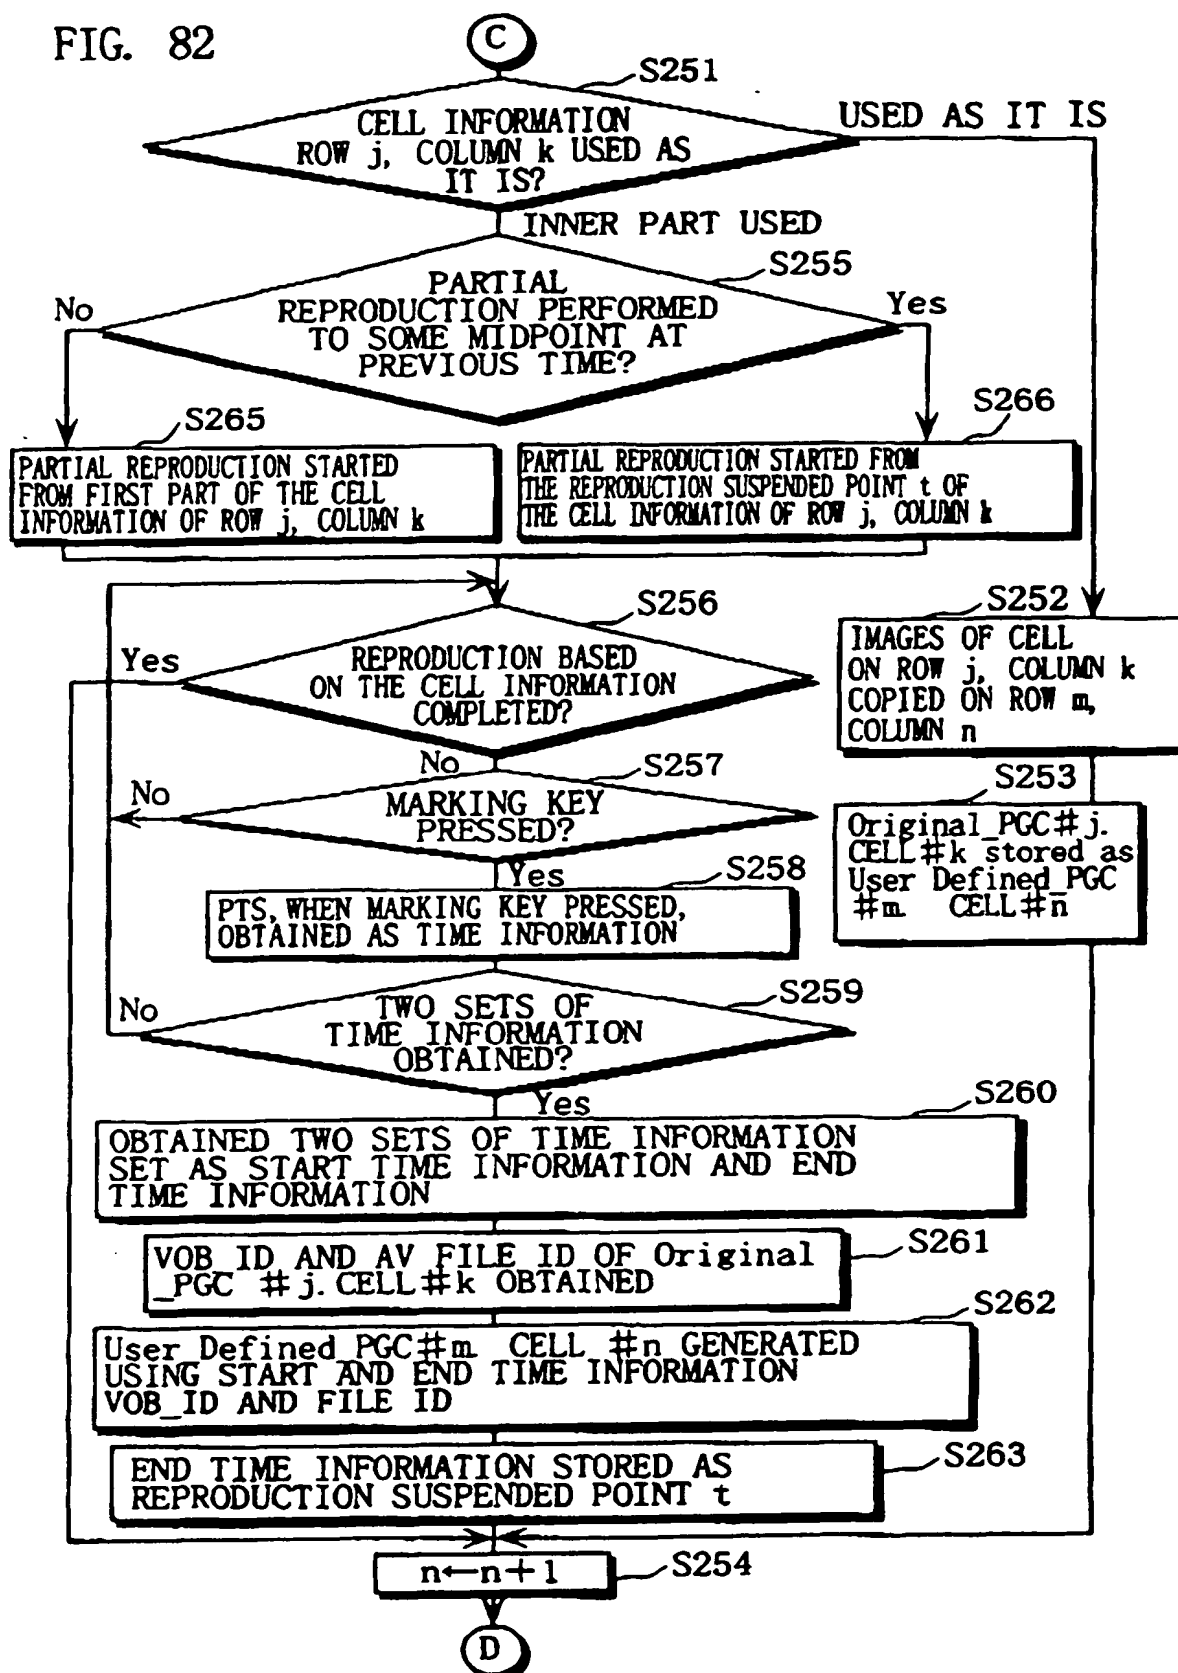 FIG. 82
C
S251
CELL INFORMATION
ROW j, COLUMN k USED AS
IT IS?
USED AS IT IS
INNER PART USED
S255
PARTIAL
REPRODUCTION PERFORMED
TO SOME MIDPOINT AT
PREVIOUS TIME?
No
Yes
S265
PARTIAL REPRODUCTION STARTED
FROM FIRST PART OF THE CELL
INFORMATION OF ROW j, COLUMN k
S266
PARTIAL REPRODUCTION STARTED FROM
THE REPRODUCTION SUSPENDED POINT t OF
THE CELL INFORMATION OF ROW j, COLUMN k
S256
REPRODUCTION BASED
ON THE CELL INFORMATION
COMPLETED?
Yes
No
S252
IMAGES OF CELL
ON ROW j, COLUMN k
COPIED ON ROW m,
COLUMN n
S257
MARKING KEY
PRESSED?
No
Yes
S253
Original_PGC#j.
CELL#k stored as
User Defined_PGC
#m CELL#n
S258
PTS, WHEN MARKING KEY PRESSED,
OBTAINED AS TIME INFORMATION
S259
TWO SETS OF
TIME INFORMATION
OBTAINED?
No
Yes
S260
OBTAINED TWO SETS OF TIME INFORMATION
SET AS START TIME INFORMATION AND END
TIME INFORMATION
S261
VOB_ID AND AV FILE ID OF Original
_PGC #j. CELL#k OBTAINED
S262
User_Defined_PGC#m CELL #n GENERATED
USING START AND END TIME INFORMATION
VOB_ID AND FILE ID
S263
END TIME INFORMATION STORED AS
REPRODUCTION SUSPENDED POINT t
n←n+1
S254
D